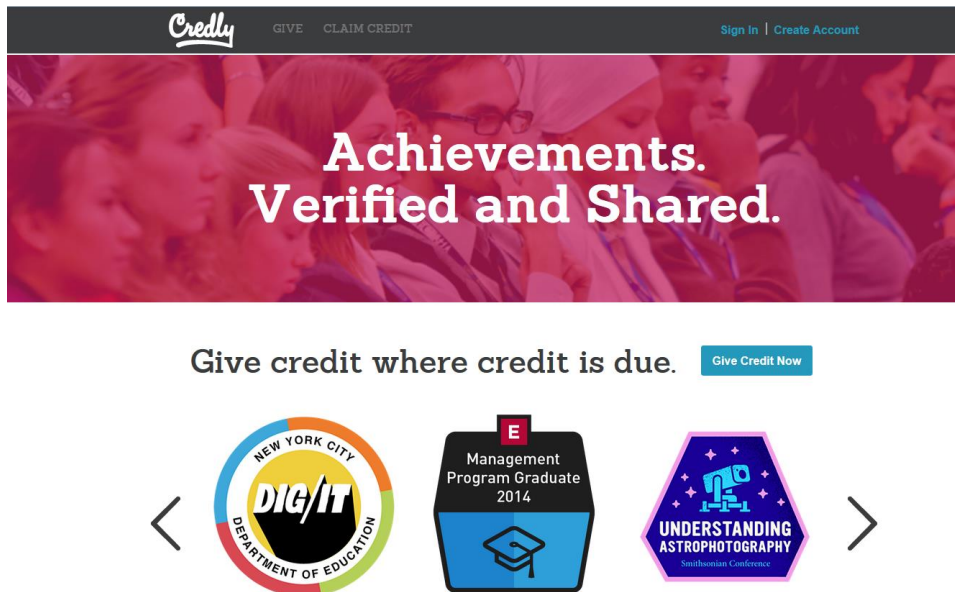 Credly GIVE CLAIM CREDIT Sign In | Create Account
Achievements.
Verified and Shared.
Give credit where credit is due. Give Credit Now
NEW YORK CITY
DIG/IT
DEPARTMENT OF EDUCATION
E
Management
Program Graduate
2014
UNDERSTANDING
ASTROPHOTOGRAPHY
Smithsonian Conference